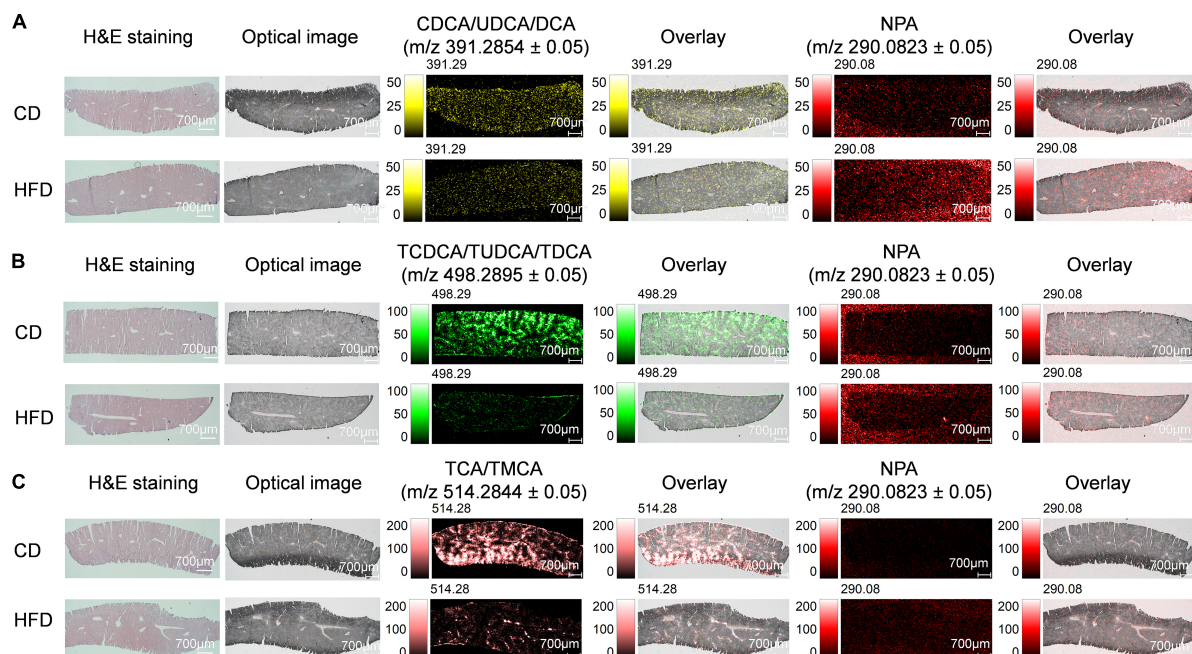 A
H&E staining
Optical image
CDCA/UDCA/DCA
(m/z 391.2854 ± 0.05)
Overlay
NPA
(m/z 290.0823 ± 0.05)
Overlay
CD
700µm
700µm
391.29
50
25
0
700µm
391.29
50
25
0
700µm
290.08
50
25
0
700µm
290.08
50
25
0
700µm
HFD
700µm
700µm
391.29
50
25
0
700µm
391.29
50
25
0
700µm
290.08
50
25
0
700µm
290.08
50
25
0
700µm
B
H&E staining
Optical image
TCDCA/TUDCA/TDCA
(m/z 498.2895 ± 0.05)
Overlay
NPA
(m/z 290.0823 ± 0.05)
Overlay
CD
700µm
700µm
498.29
100
50
0
700µm
498.29
100
50
0
700µm
290.08
100
50
0
700µm
290.08
100
50
0
700µm
HFD
700µm
700µm
498.29
100
50
0
700µm
498.29
100
50
0
700µm
290.08
100
50
0
700µm
290.08
100
50
0
700µm
C
H&E staining
Optical image
TCA/TMCA
(m/z 514.2844 ± 0.05)
Overlay
NPA
(m/z 290.0823 ± 0.05)
Overlay
CD
700µm
700µm
514.28
200
100
0
700µm
514.28
200
100
0
700µm
290.08
200
100
0
700µm
290.08
200
100
0
700µm
HFD
700µm
700µm
514.28
200
100
0
700µm
514.28
200
100
0
700µm
290.08
200
100
0
700µm
290.08
200
100
0
700µm